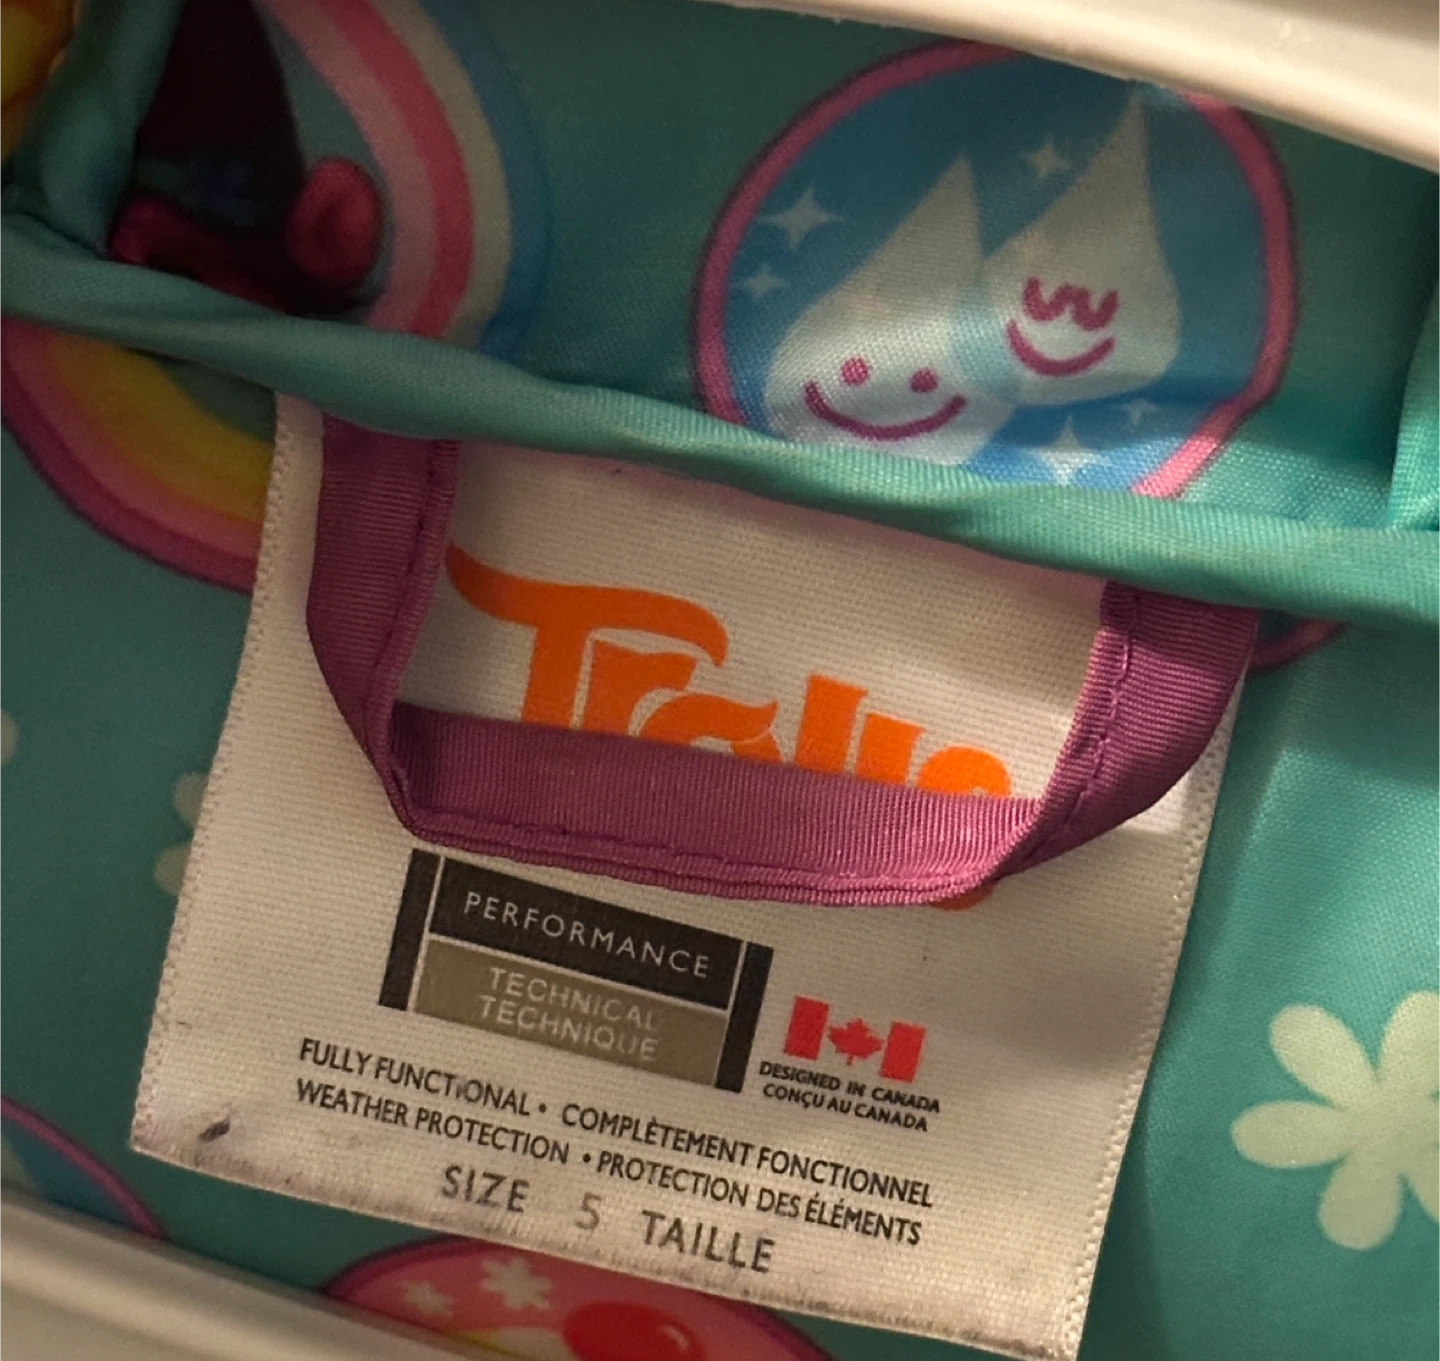 Trolls
PERFORMANCE
TECHNICAL
TECHNIQUE
DESIGNED IN CANADA
CONÇU AU CANADA
FULLY FUNCTIONAL • COMPLÈTEMENT FONCTIONNEL
WEATHER PROTECTION • PROTECTION DES ÉLÉMENTS
SIZE 5 TAILLE